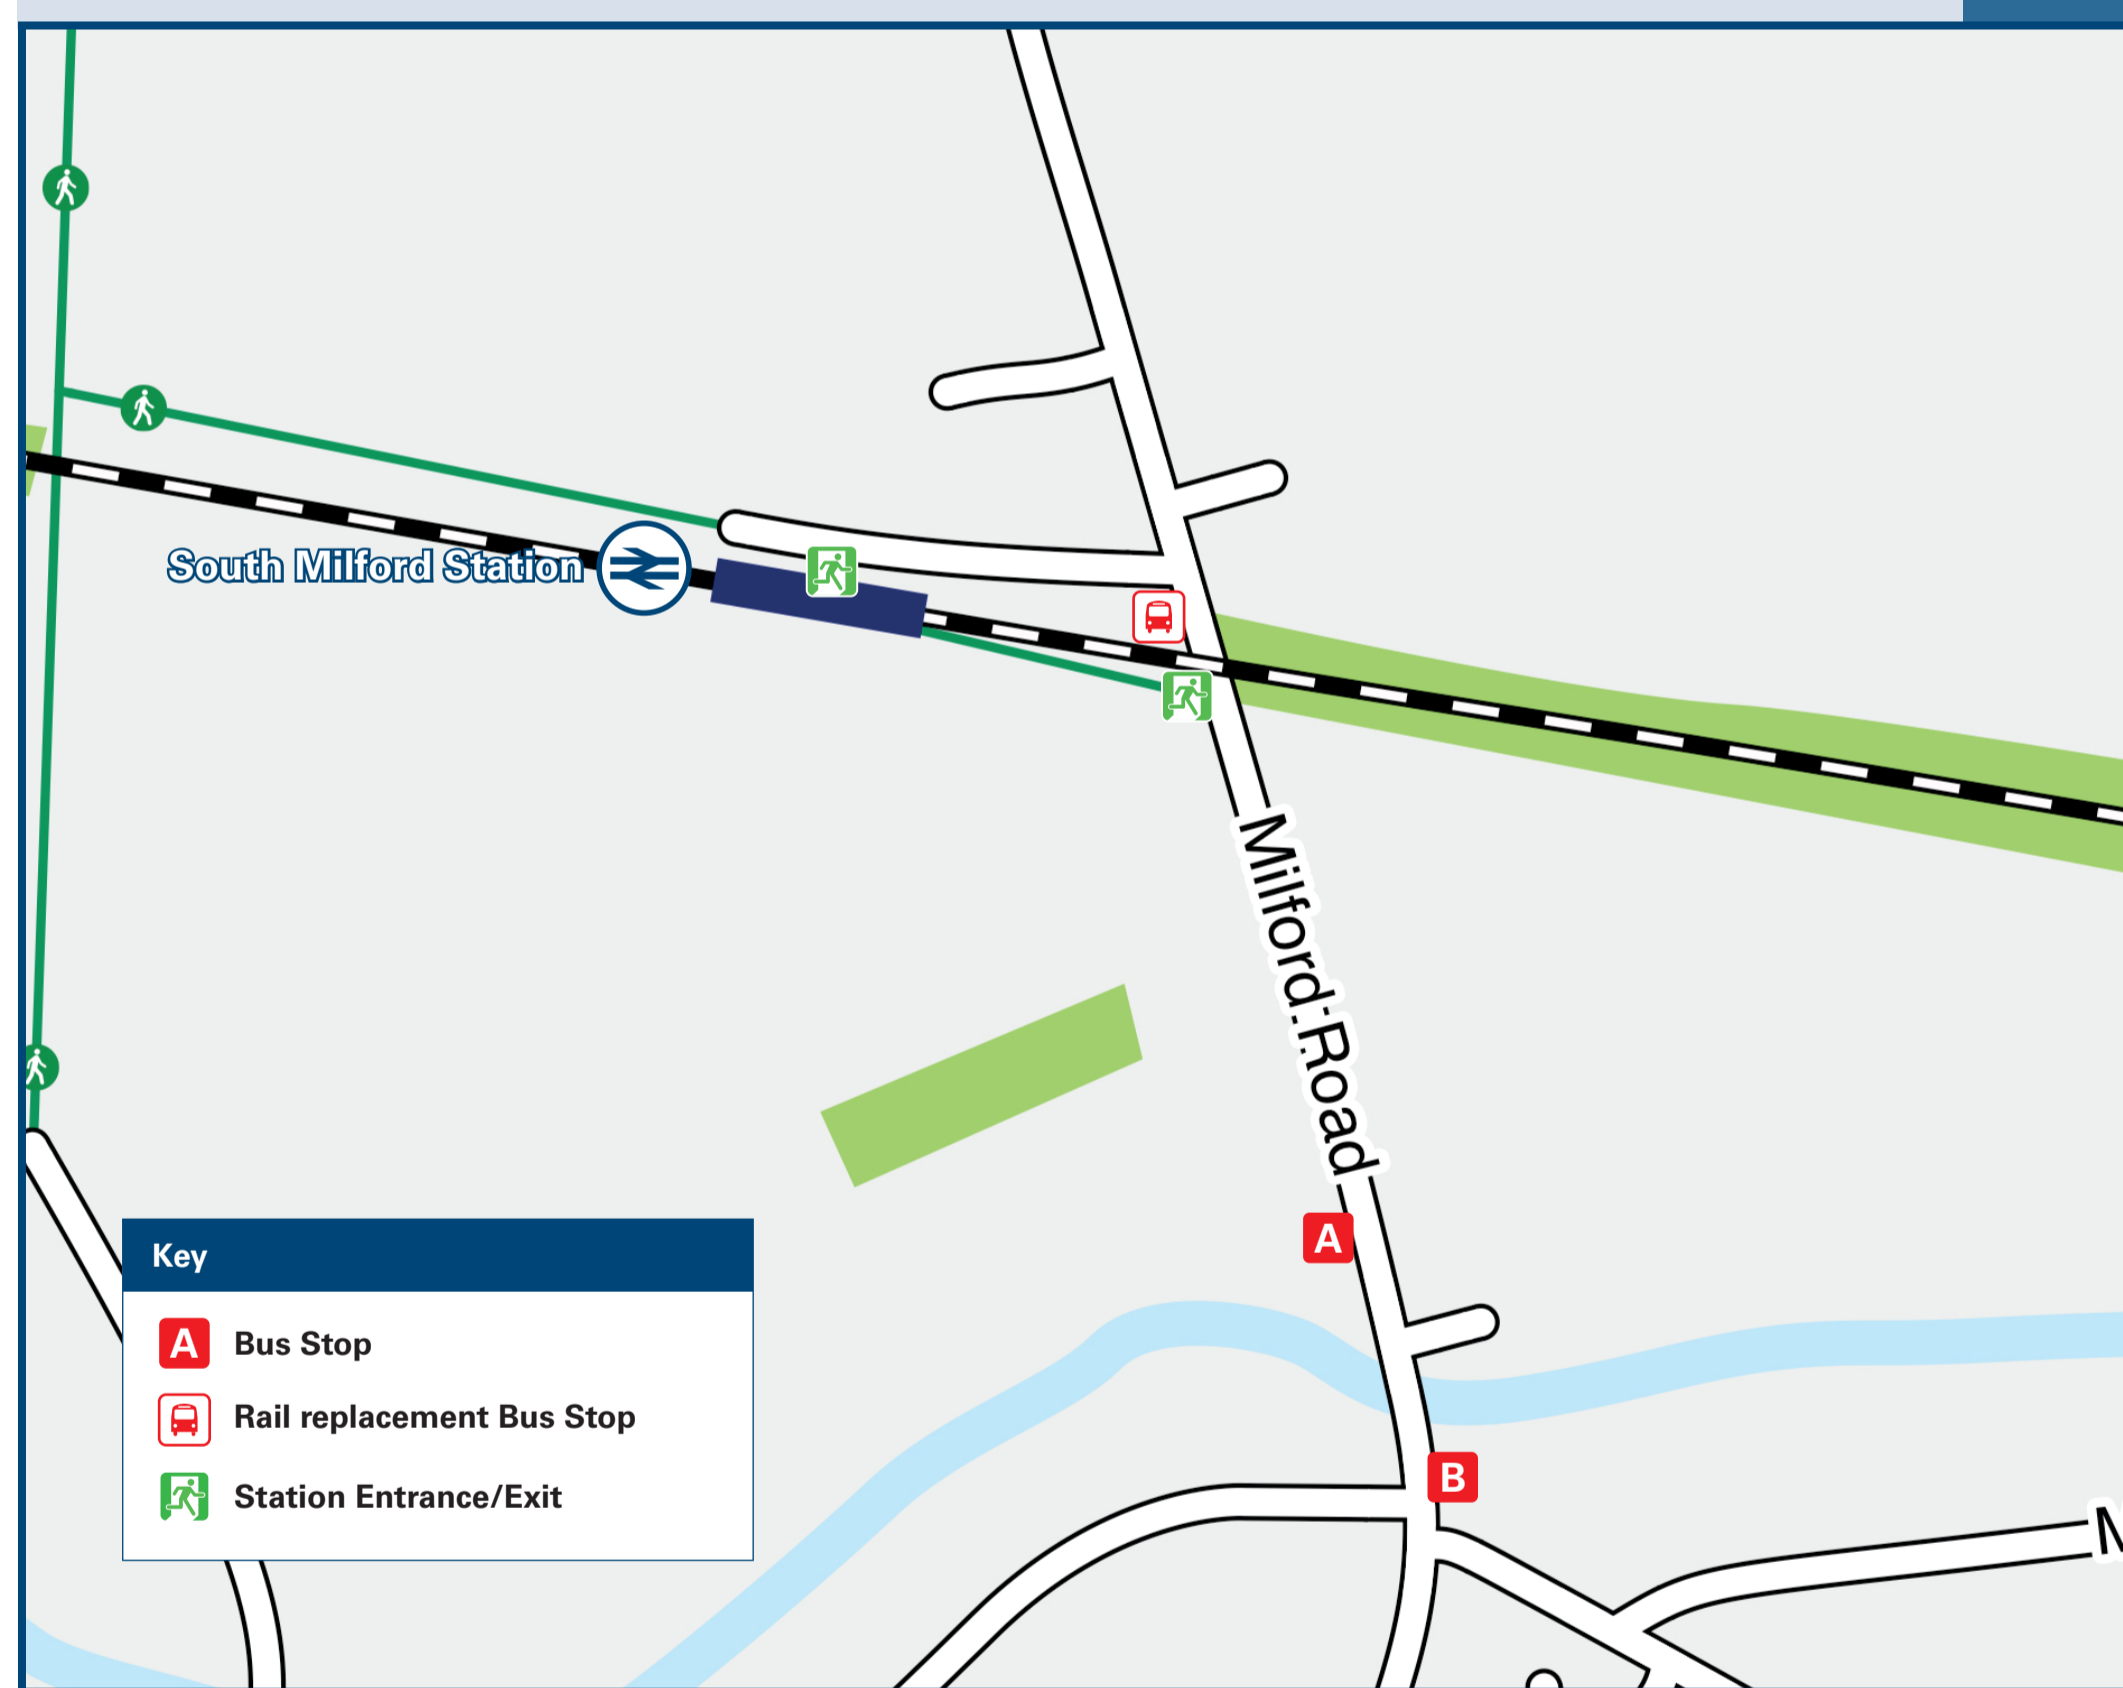 South Milford Station
Milford Road
A
B
Key
A Bus Stop
Rail replacement Bus Stop
Station Entrance/Exit